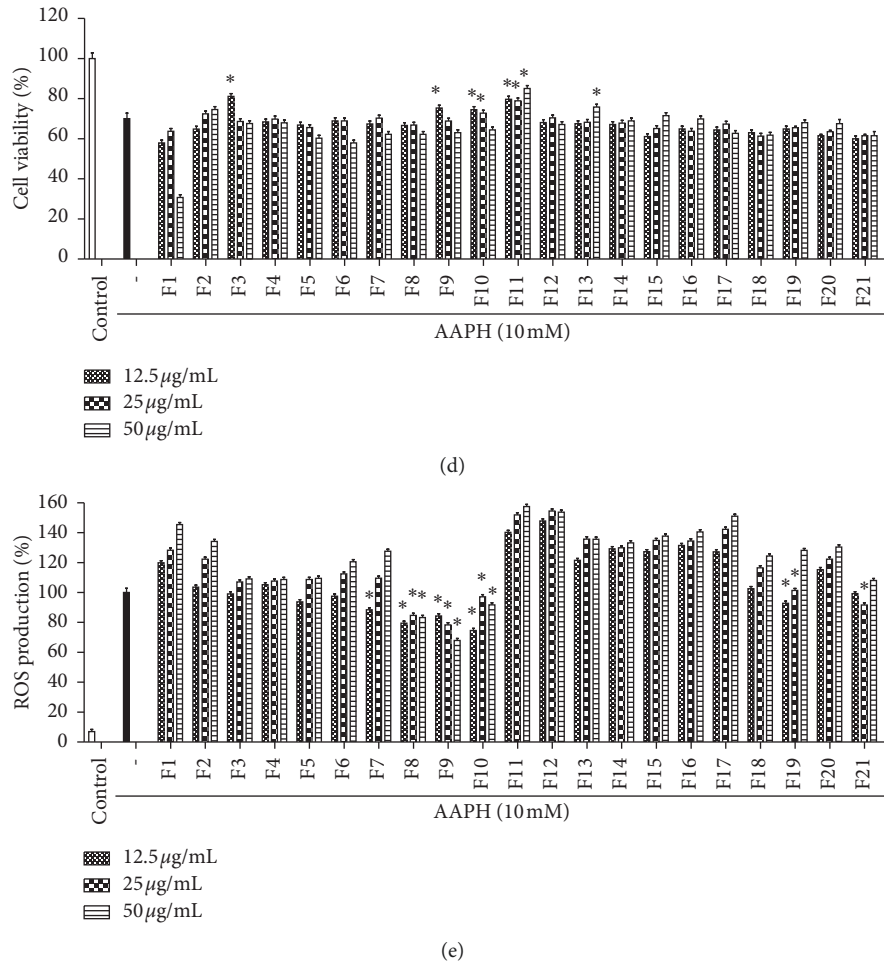 120
100
80
60
40
20
0
Cell viability (%)
* * * * * * * *
Control
-
F1
F2
F3
F4
F5
F6
F7
F8
F9
F10
F11
F12
F13
F14
F15
F16
F17
F18
F19
F20
F21
AAPH (10 mM)
12.5 µg/mL
25 µg/mL
50 µg/mL
(d)
160
140
120
100
80
60
40
20
0
ROS production (%)
* * * * * * * * * * * * *
Control
-
F1
F2
F3
F4
F5
F6
F7
F8
F9
F10
F11
F12
F13
F14
F15
F16
F17
F18
F19
F20
F21
AAPH (10 mM)
12.5 µg/mL
25 µg/mL
50 µg/mL
(e)